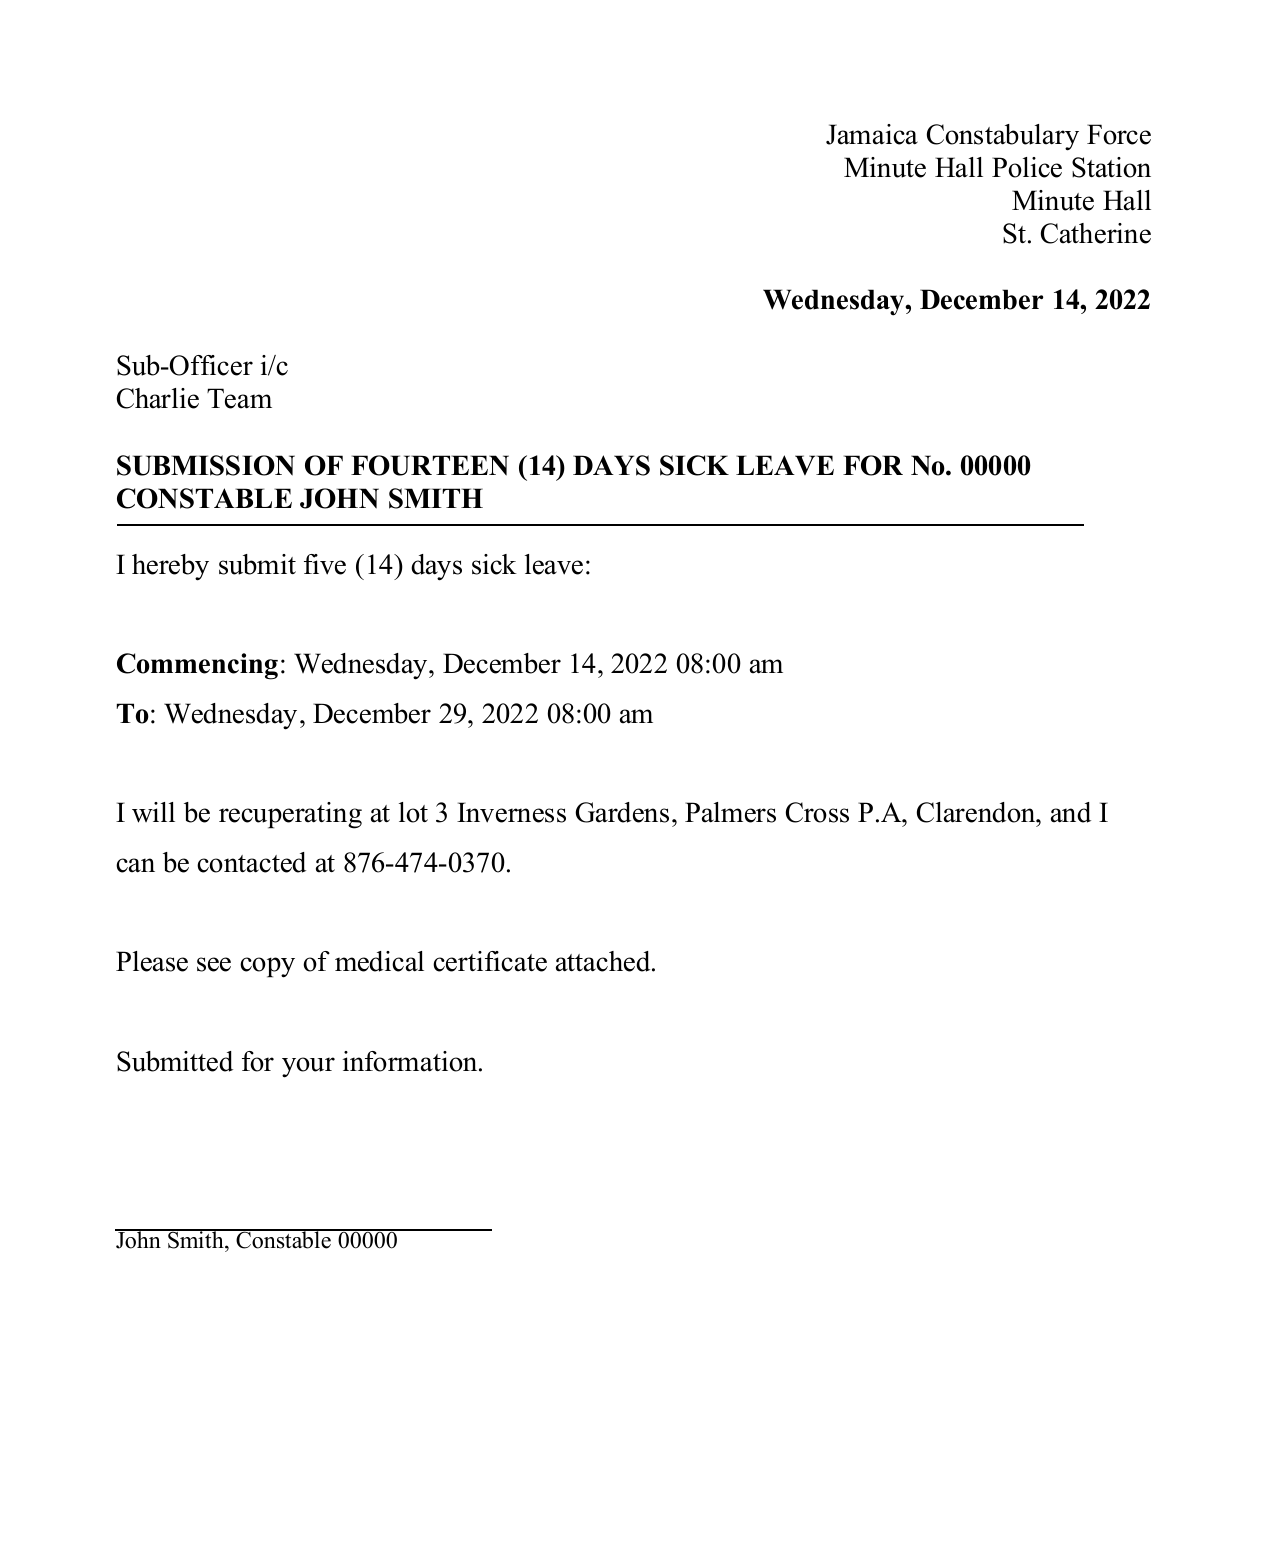 Jamaica Constabulary Force
Minute Hall Police Station
Minute Hall
St. Catherine
Wednesday, December 14, 2022
Sub-Officer i/c
Charlie Team
SUBMISSION OF FOURTEEN (14) DAYS SICK LEAVE FOR No. 00000
CONSTABLE JOHN SMITH
I hereby submit five (14) days sick leave:
Commencing: Wednesday, December 14, 2022 08:00 am
To: Wednesday, December 29, 2022 08:00 am
I will be recuperating at lot 3 Inverness Gardens, Palmers Cross P.A, Clarendon, and I
can be contacted at 876-474-0370.
Please see copy of medical certificate attached.
Submitted for your information.
John Smith, Constable 00000